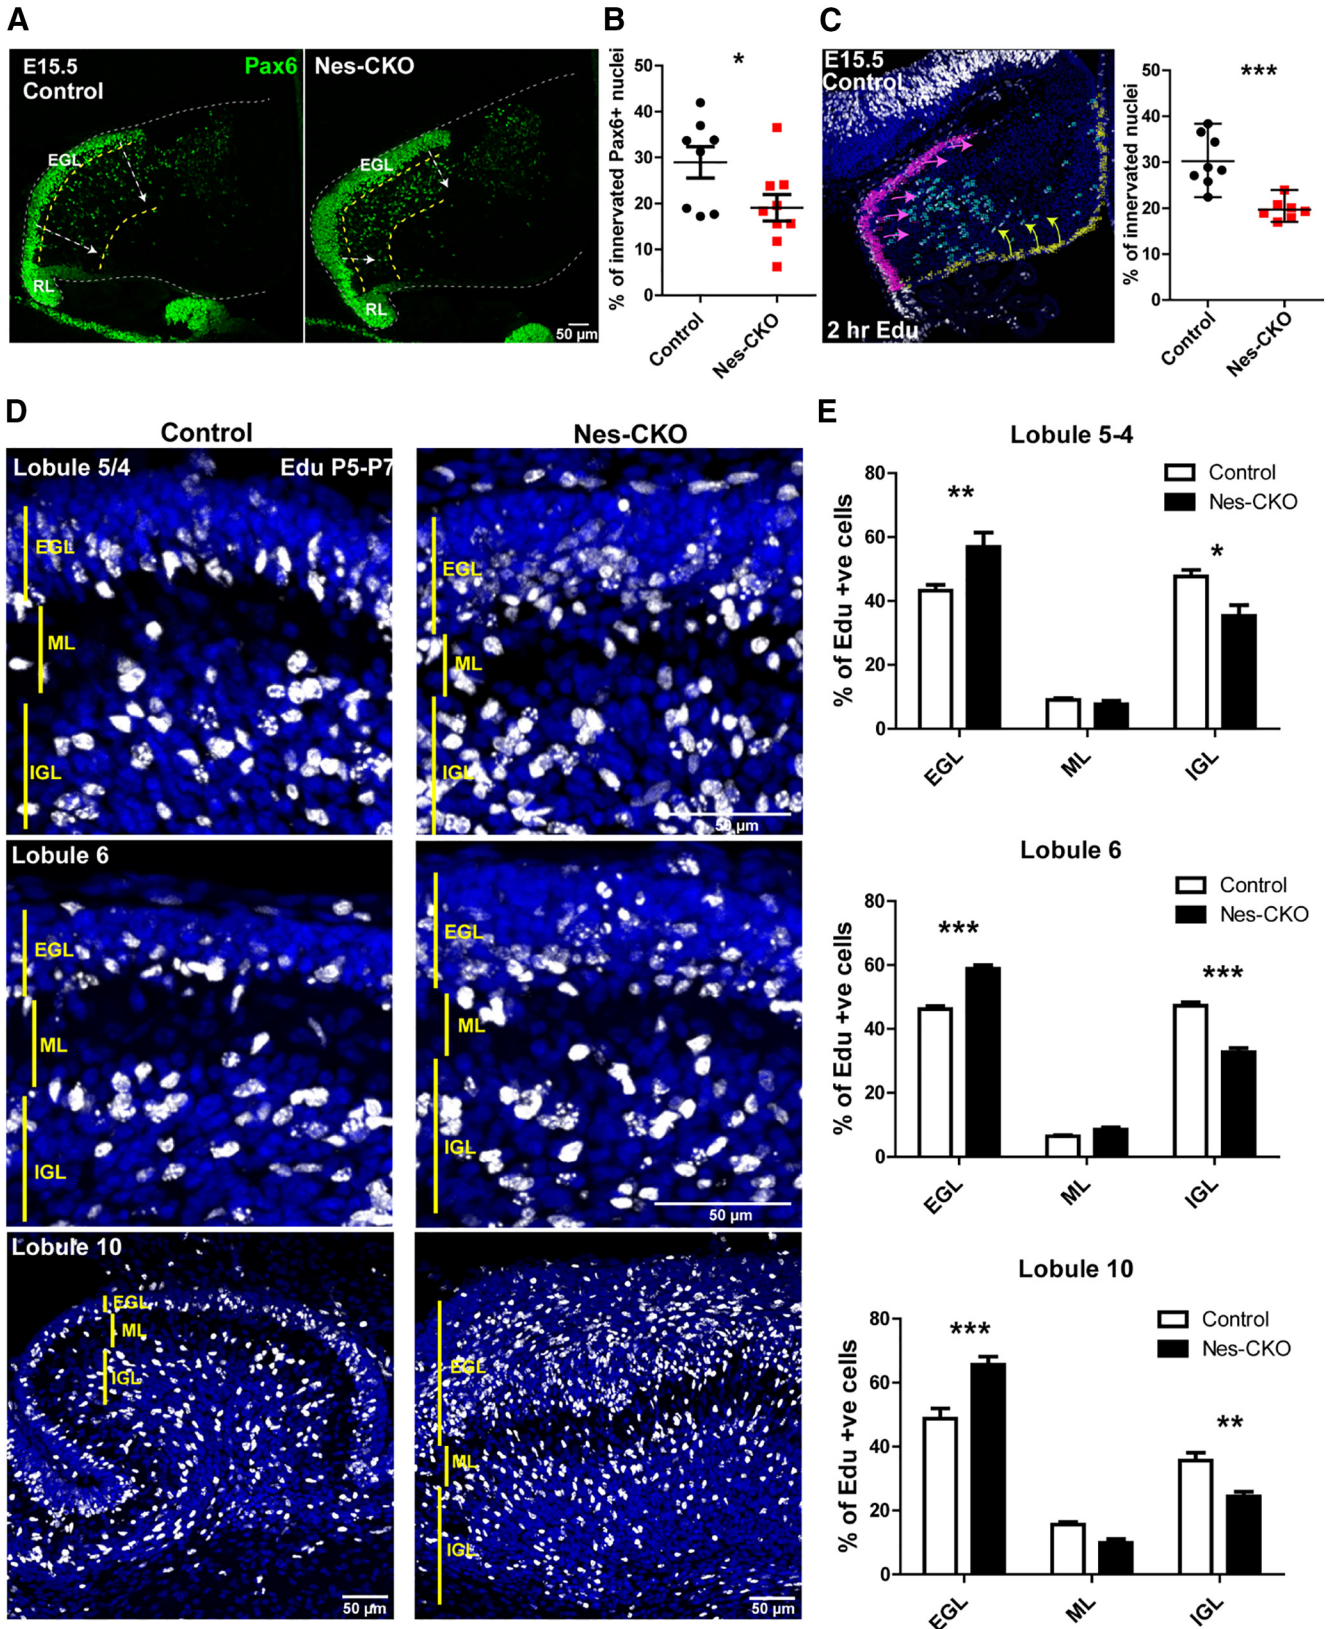 A
E15.5
Control
Pax6
EGL
RL
Nes-CKO
EGL
RL
50 µm
B
*
% of innervated Pax6+ nuclei
50
40
30
20
10
0
Control
Nes-CKO
C
E15.5
Control
2 hr Edu
***
% of innervated nuclei
50
40
30
20
10
0
Control
Nes-CKO
D
Control
Nes-CKO
Lobule 5/4
Edu P5-P7
EGL
ML
IGL
EGL
ML
IGL
50 µm
Lobule 6
EGL
ML
IGL
EGL
ML
IGL
50 µm
Lobule 10
EGL
ML
IGL
50 µm
EGL
ML
IGL
50 µm
E
Lobule 5-4
Control
Nes-CKO
% of Edu +ve cells
80
60
40
20
0
**
*
EGL
ML
IGL
Lobule 6
Control
Nes-CKO
% of Edu +ve cells
80
60
40
20
0
***
***
EGL
ML
IGL
Lobule 10
Control
Nes-CKO
% of Edu +ve cells
80
60
40
20
0
***
**
EGL
ML
IGL